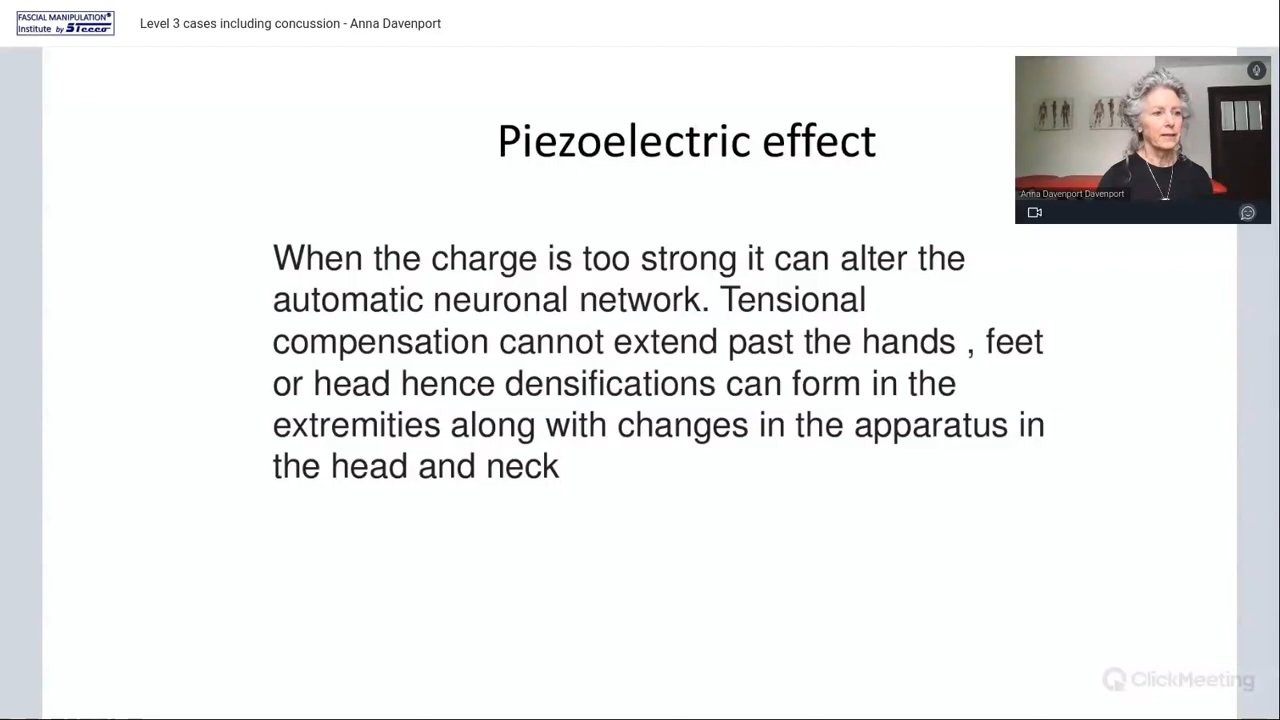 FASCIAL MANIPULATION®
Institute by Stecco
Level 3 cases including concussion - Anna Davenport
Piezoelectric effect
Anna Davenport Davenport
When the charge is too strong it can alter the
automatic neuronal network. Tensional
compensation cannot extend past the hands , feet
or head hence densifications can form in the
extremities along with changes in the apparatus in
the head and neck
ClickMeeting